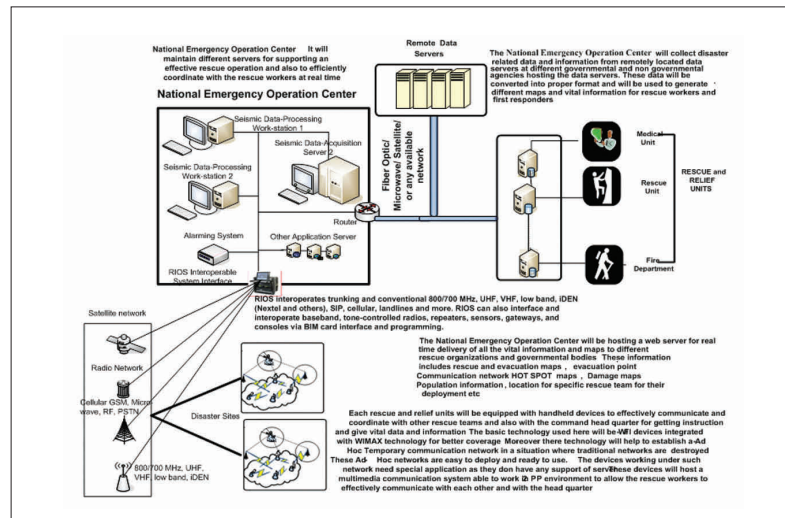 National Emergency Operation Center It will
maintain different servers for supporting an
effective rescue operation and also to efficiently
coordinate with the rescue workers at real time
Remote Data
Servers
The National Emergency Operation Center will collect disaster
related data and information from remotely located data
servers at different governmental and non governmental
agencies hosting the data servers. These data will be
converted into proper format and will be used to generate
different maps and vital information for rescue workers and
first responders
National Emergency Operation Center
Seismic Data-Processing
Work-station 1
Seismic Data-Acquisition
Server 2
Seismic Data-Processing
Work-station 2
Alarming System
Other Application Server
RIOS Interoperable
System Interface
Router
Fiber Optic/
Microwave/ Satellite/
or any available
network
Medical
Unit
Rescue
Unit
Fire
Department
RESCUE and
RELIEF
UNITS
RIOS interoperates trunking and conventional 800/700 MHz, UHF, VHF, low band, iDEN
(Nextel and others), SIP, cellular, landlines and more. RIOS can also interface and
interoperate baseband, tone-controlled radios, repeaters, sensors, gateways, and
consoles via BIM card interface and programming.
Satellite network
Radio Network
Cellular GSM, Micro
wave, RF, PSTN
800/700 MHz, UHF,
VHF, low band, iDEN
Disaster Sites
The National Emergency Operation Center will be hosting a web server for real
time delivery of all the vital information and maps to different
rescue organizations and governmental bodies These information
includes rescue and evacuation maps , evacuation point
Communication network HOT SPOT maps , Damage maps
Population information , location for specific rescue team for their
deployment etc
Each rescue and relief units will be equipped with handheld devices to effectively communicate and
coordinate with other rescue teams and also with the command head quarter for getting instruction
and give vital data and information The basic technology used here will be devices integrated
with WIMAX technology for better coverage Moreover there technology will help to establish a-Ad
Hoc Temporary communication network in a situation where traditional networks are destroyed
These Ad- Hoc networks are easy to deploy and ready to use. The devices working under such
network need special application as they don have any support of devices will host a
multimedia communication system able to work PP environment to allow the rescue workers to
effectively communicate with each other and with the head quarter